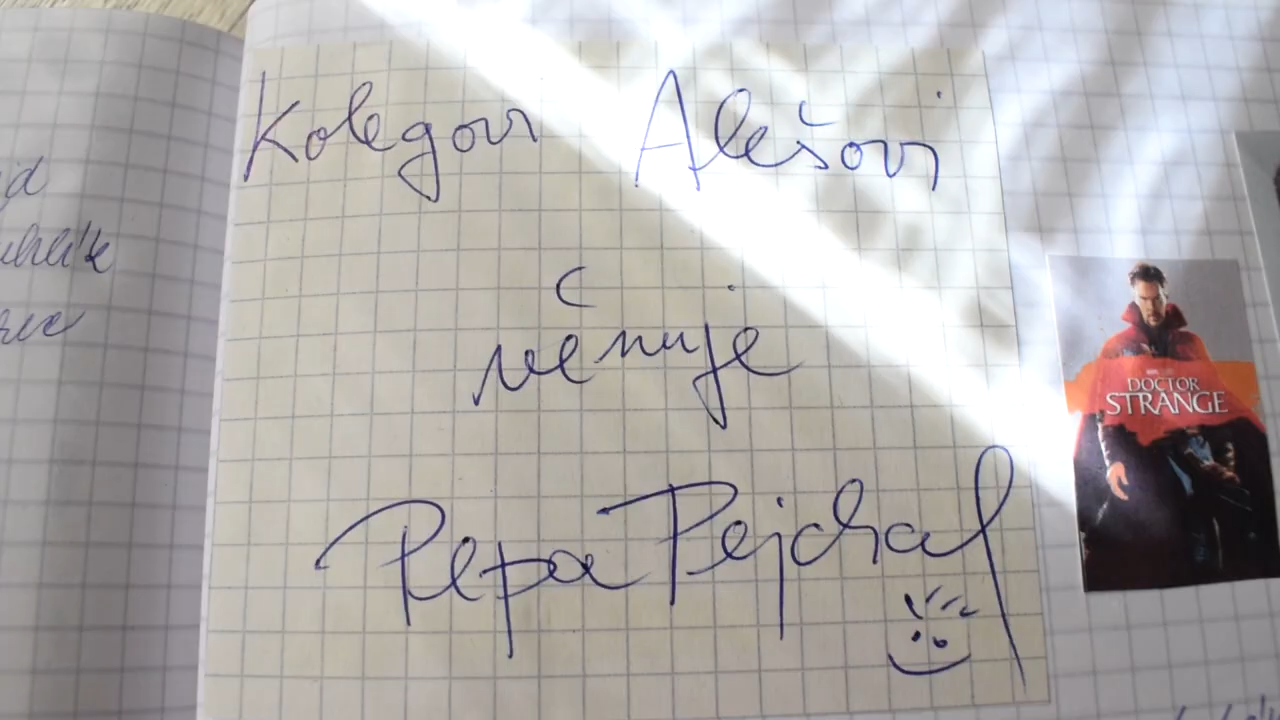 Kolegovi Alešovi
věnuje
Pepa Pejchal
DOCTOR
STRANGE